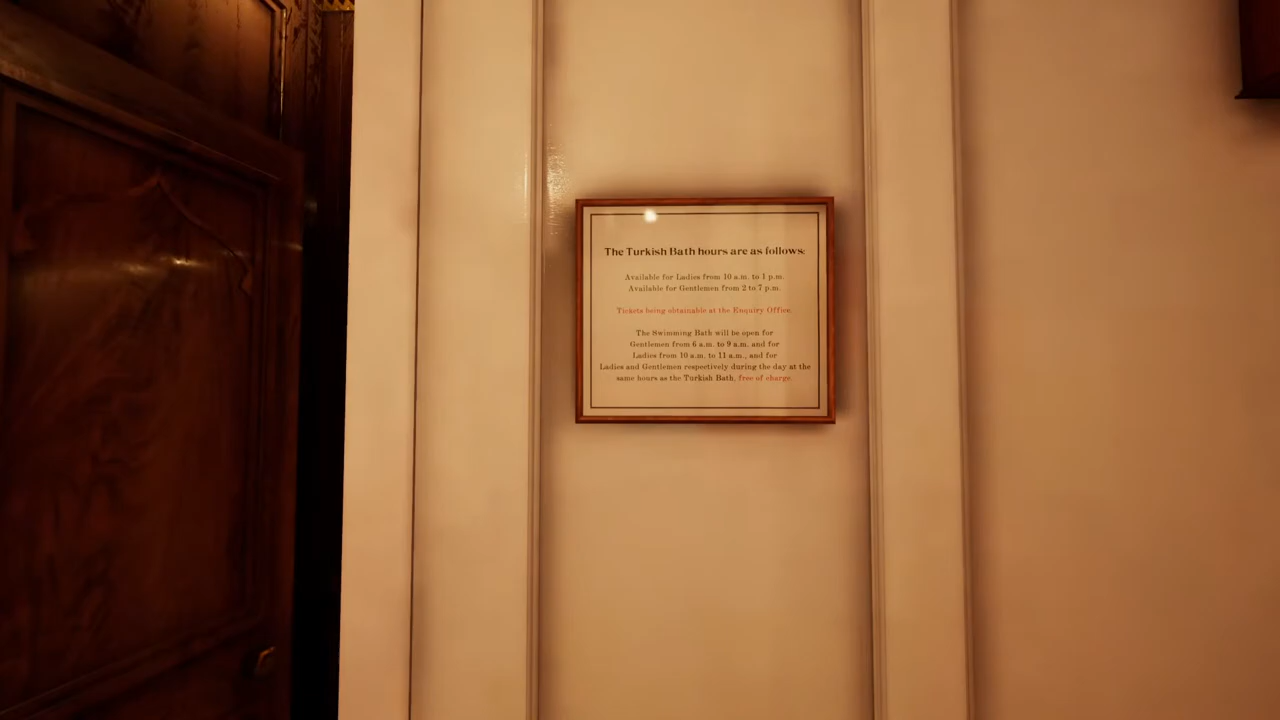 The Turkish Bath hours are as follows:
Available for Ladies from 10 a.m. to 1 p.m.
Available for Gentlemen from 2 to 7 p.m.
Tickets being obtainable at the Enquiry Office.
The Swimming Bath will be open for
Gentlemen from 6 a.m. to 9 a.m. and for
Ladies from 10 a.m. to 11 a.m., and for
Ladies and Gentlemen respectively during the day at the
same hours as the Turkish Bath, free of charge.